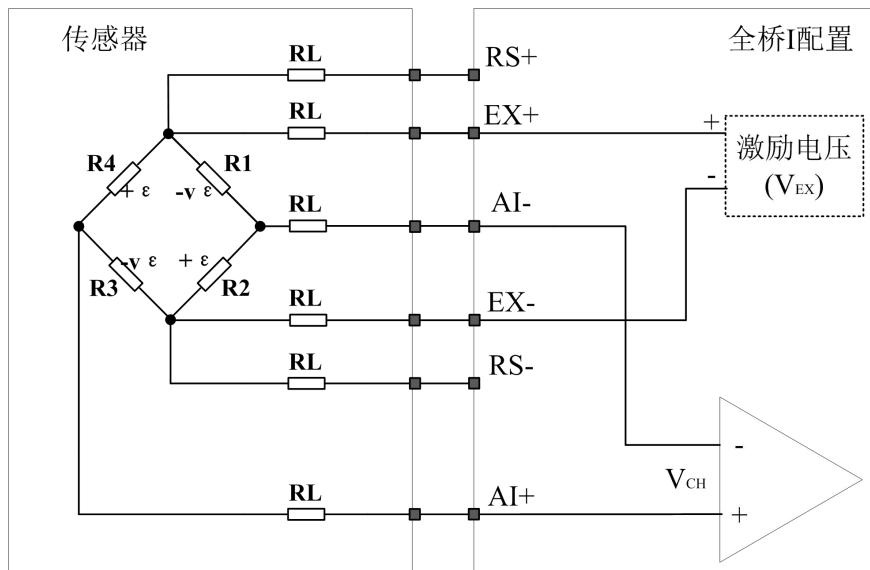 传感器
全桥I配置
RL
RS+
RL
EX+
+
激励电压
(VEX)
-
R4
R1
+ ε
-v ε
RL
AI-
-v ε
+ ε
R3
R2
RL
EX-
RL
RS-
-
VCH
RL
AI+
+